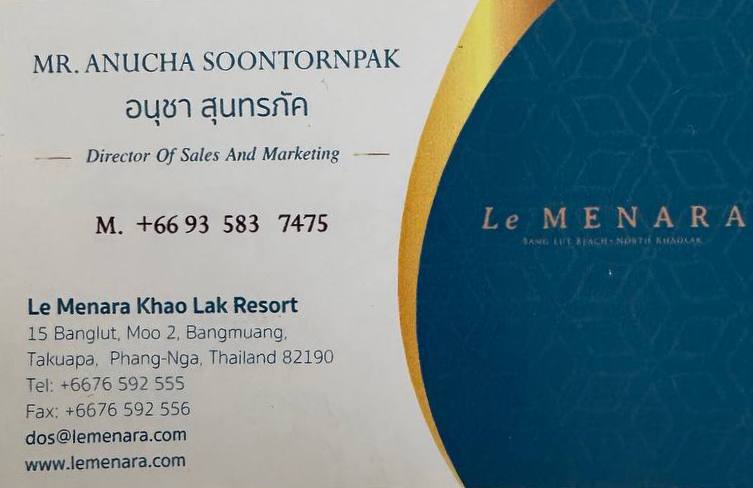 MR. ANUCHA SOONTORNPAK
อนุชา สุนทรภัค
Director Of Sales And Marketing
M. +66 93 583 7475
Le Menara Khao Lak Resort
15 Banglut, Moo 2, Bangmuang,
Takuapa, Phang-Nga, Thailand 82190
Tel: +6676 592 555
Fax: +6676 592 556
dos@lemenara.com
www.lemenara.com
Le MENARA
BANG LUT BEACH • NORTH KHAOLAK